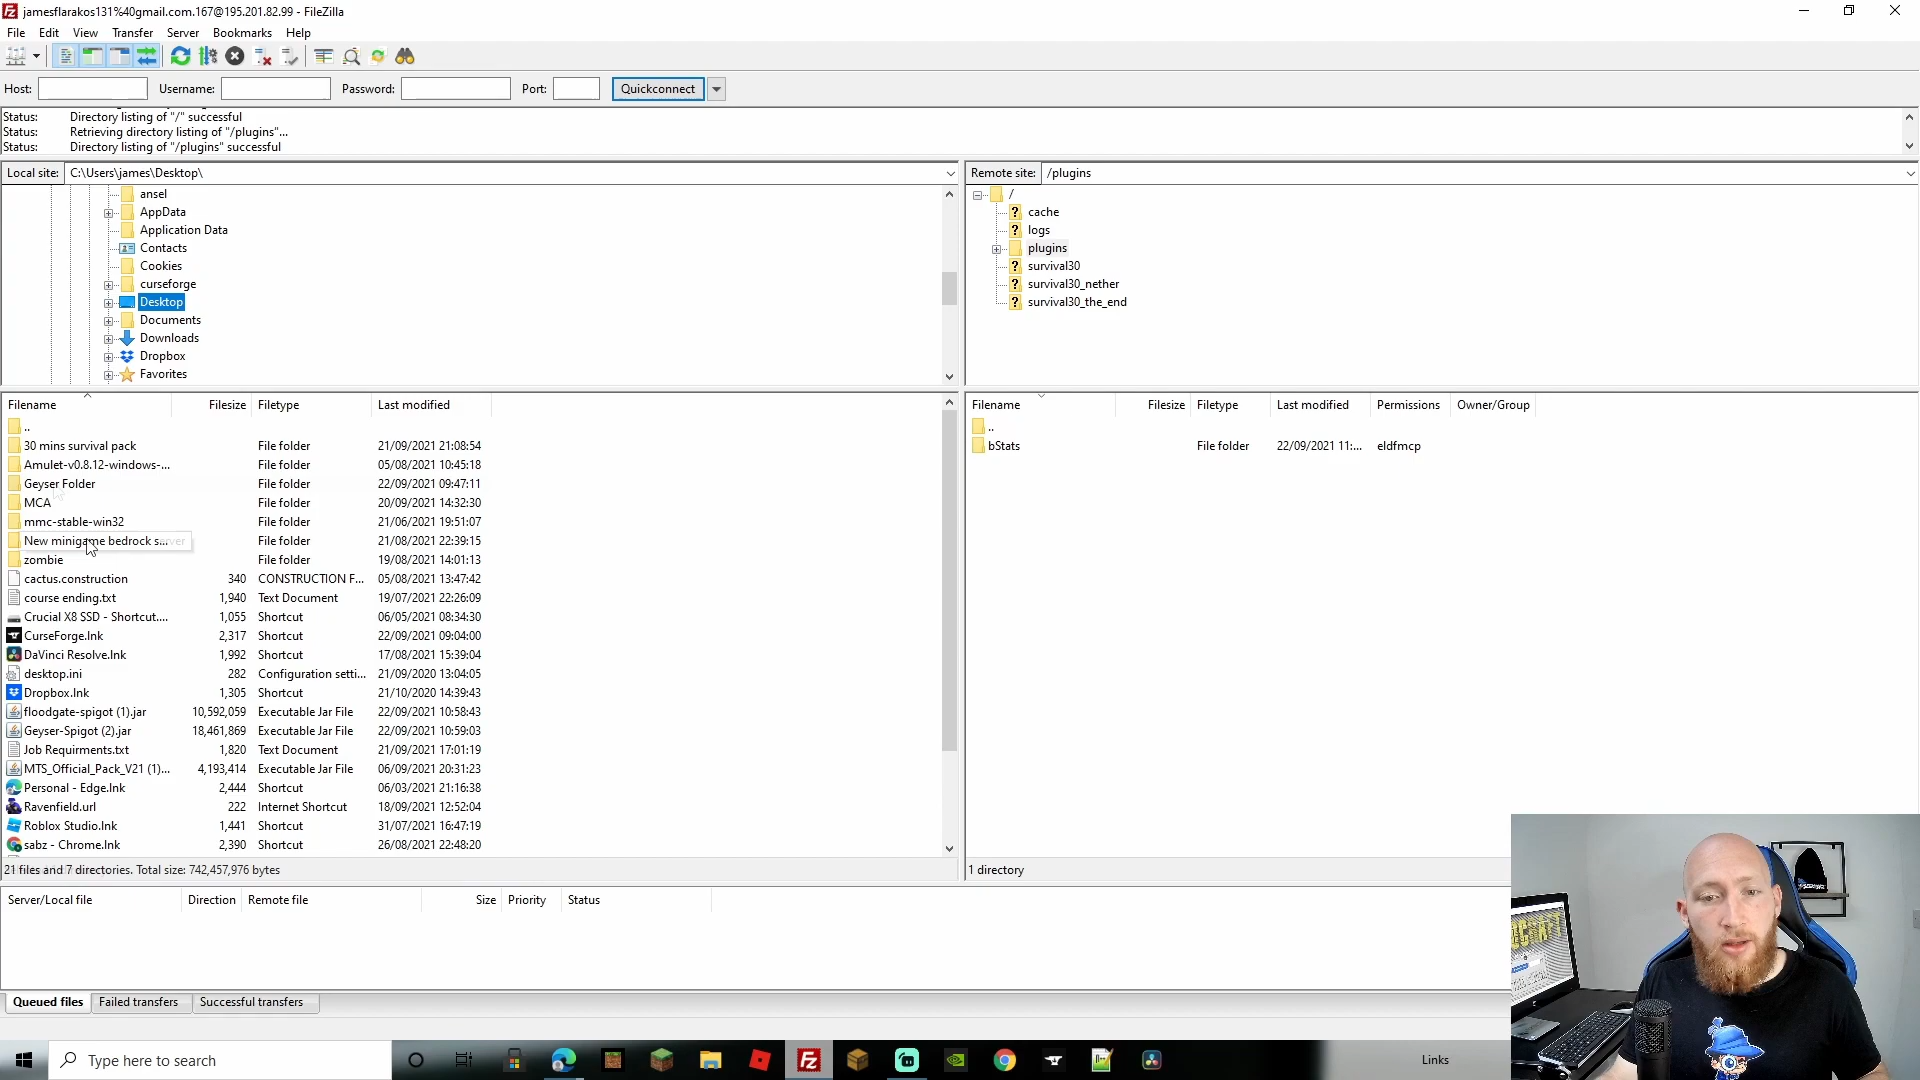 jamesflarakos131%40gmail.com.167@195.201.82.99 - FileZilla
File Edit View Transfer Server Bookmarks Help
Host: Username: Password: Port: Quickconnect
Status: Directory listing of "/" successful
Status: Retrieving directory listing of "/plugins"...
Status: Directory listing of "/plugins" successful
Local site: C:\Users\james\Desktop\
ansel
AppData
Application Data
Contacts
Cookies
curseforge
Desktop
Documents
Downloads
Dropbox
Favorites
Remote site: /plugins
/
cache
logs
plugins
survival30
survival30_nether
survival30_the_end
Filename Filesize Filetype Last modified
..
30 mins survival pack File folder 21/09/2021 21:08:54
Amulet-v0.8.12-windows-... File folder 05/08/2021 10:45:18
Geyser Folder File folder 22/09/2021 09:47:11
MCA File folder 20/09/2021 14:32:30
mmc-stable-win32 File folder 21/06/2021 19:51:07
New minigame bedrock s... File folder 21/08/2021 22:39:15
zombie File folder 19/08/2021 14:01:13
cactus.construction 340 CONSTRUCTION F... 05/08/2021 13:47:42
course ending.txt 1,940 Text Document 19/07/2021 22:26:09
Crucial X8 SSD - Shortcut.... 1,055 Shortcut 06/05/2021 08:34:30
CurseForge.lnk 2,317 Shortcut 22/09/2021 09:04:00
DaVinci Resolve.lnk 1,992 Shortcut 17/08/2021 15:39:04
desktop.ini 282 Configuration setti... 21/09/2020 13:04:05
Dropbox.lnk 1,305 Shortcut 21/10/2020 14:39:43
floodgate-spigot (1).jar 10,592,059 Executable Jar File 22/09/2021 10:58:43
Geyser-Spigot (2).jar 18,461,869 Executable Jar File 22/09/2021 10:59:03
Job Requirments.txt 1,820 Text Document 21/09/2021 17:01:19
MTS_Official_Pack_V21 (1)... 4,193,414 Executable Jar File 06/09/2021 20:31:23
Personal - Edge.lnk 2,444 Shortcut 06/03/2021 21:16:38
Ravenfield.url 222 Internet Shortcut 18/09/2021 12:52:04
Roblox Studio.lnk 1,441 Shortcut 31/07/2021 16:47:19
sabz - Chrome.lnk 2,390 Shortcut 26/08/2021 22:48:20
21 files and 7 directories. Total size: 742,457,976 bytes
Filename Filesize Filetype Last modified Permissions Owner/Group
..
bStats File folder 22/09/2021 11:... eldfmcp
1 directory
Server/Local file Direction Remote file Size Priority Status
Queued files Failed transfers Successful transfers
Type here to search
Links